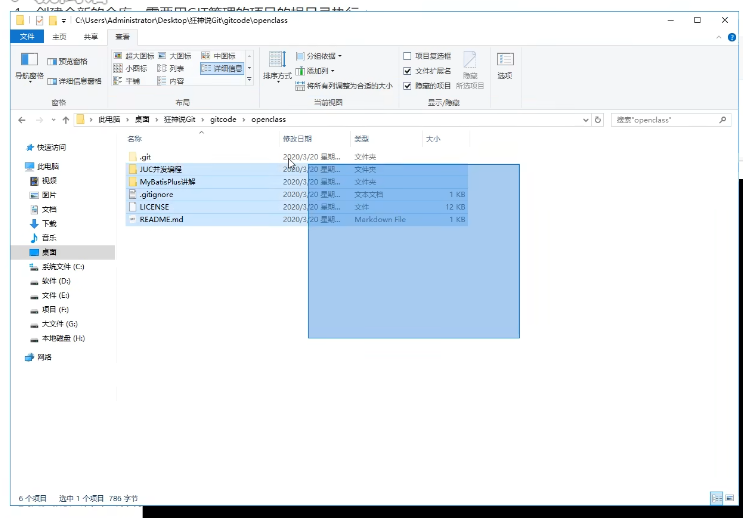 C:\Users\Administrator\Desktop\狂神说Git\gitcode\openclass
文件 主页 共享 查看
导航窗格 预览窗格 详细信息窗格
窗格
超大图标 大图标 中图标
小图标 列表 详细信息
平铺 内容
布局
排序方式 分组依据 添加列 将所有列调整为合适的大小
当前视图
项目复选框
文件扩展名
隐藏的项目
隐藏所选项目
显示/隐藏
选项
此电脑 › 桌面 › 狂神说Git › gitcode › openclass
搜索"openclass"
名称 修改日期 类型 大小
.git 2020/3/20 星期... 文件夹
JUC并发编程 2020/3/20 星期... 文件夹
MyBatisPlus讲解 2020/3/20 星期... 文件夹
.gitignore 2020/3/20 星期... 文本文档 1 KB
LICENSE 2020/3/20 星期... 文件 12 KB
README.md 2020/3/20 星期... Markdown File 1 KB
快速访问
此电脑
视频
图片
文档
下载
音乐
桌面
系统文件 (C:)
软件 (D:)
文件 (E:)
项目 (F:)
大文件 (G:)
本地磁盘 (H:)
网络
6 个项目 选中 1 个项目 786 字节